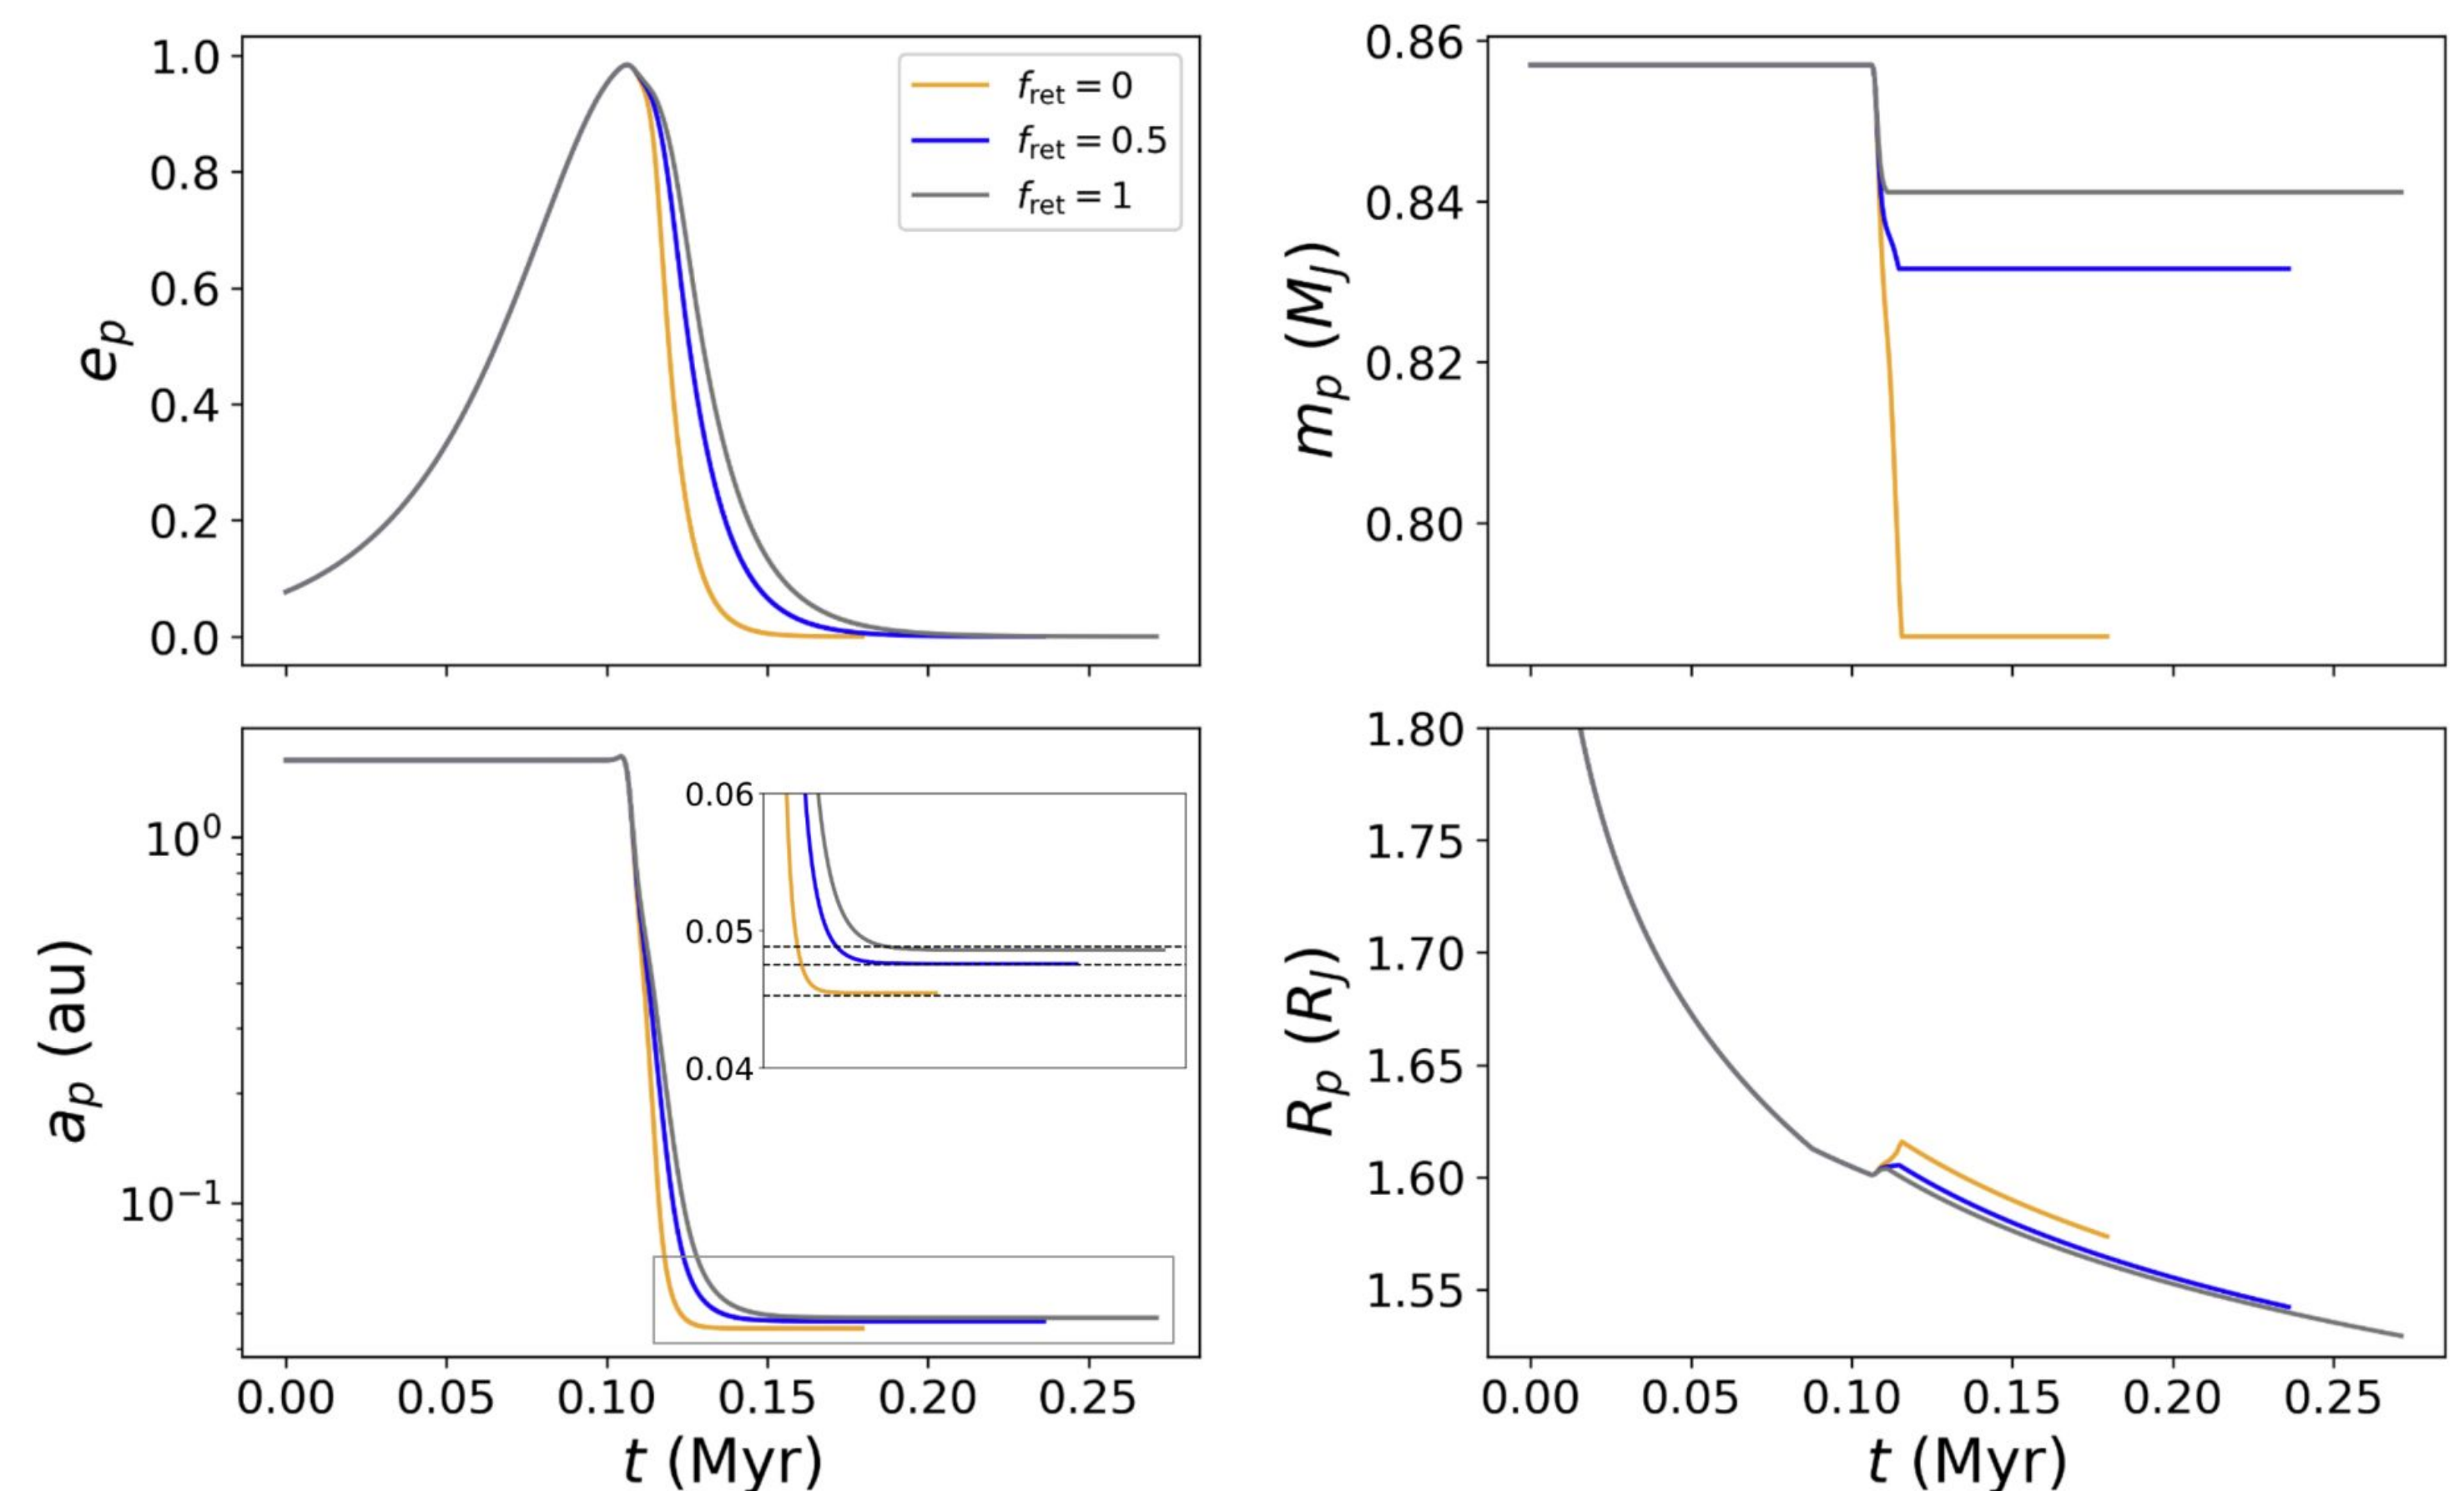 1.0
0.8
0.6
0.4
0.2
0.0
e_p
f_ret = 0
f_ret = 0.5
f_ret = 1
0.86
0.84
0.82
0.80
m_p (M_J)
10^0
10^−1
a_p (au)
0.06
0.05
0.04
0.00 0.05 0.10 0.15 0.20 0.25
t (Myr)
1.80
1.75
1.70
1.65
1.60
1.55
R_p (R_J)
0.00 0.05 0.10 0.15 0.20 0.25
t (Myr)